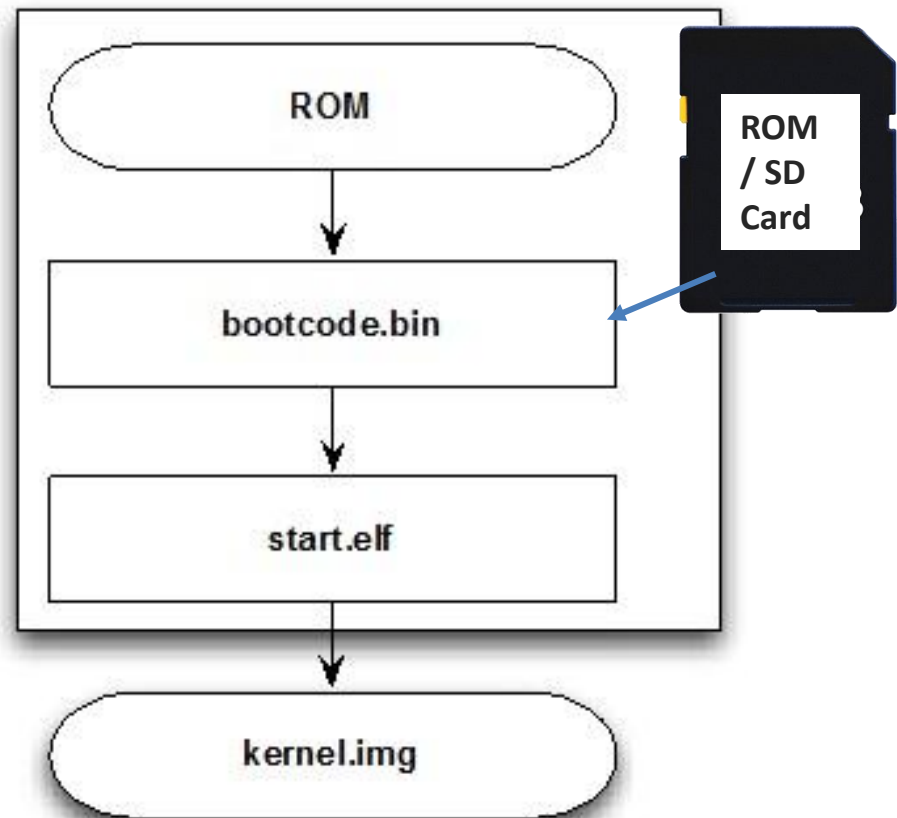 ROM
ROM
/ SD
Card
bootcode.bin
start.elf
kernel.img